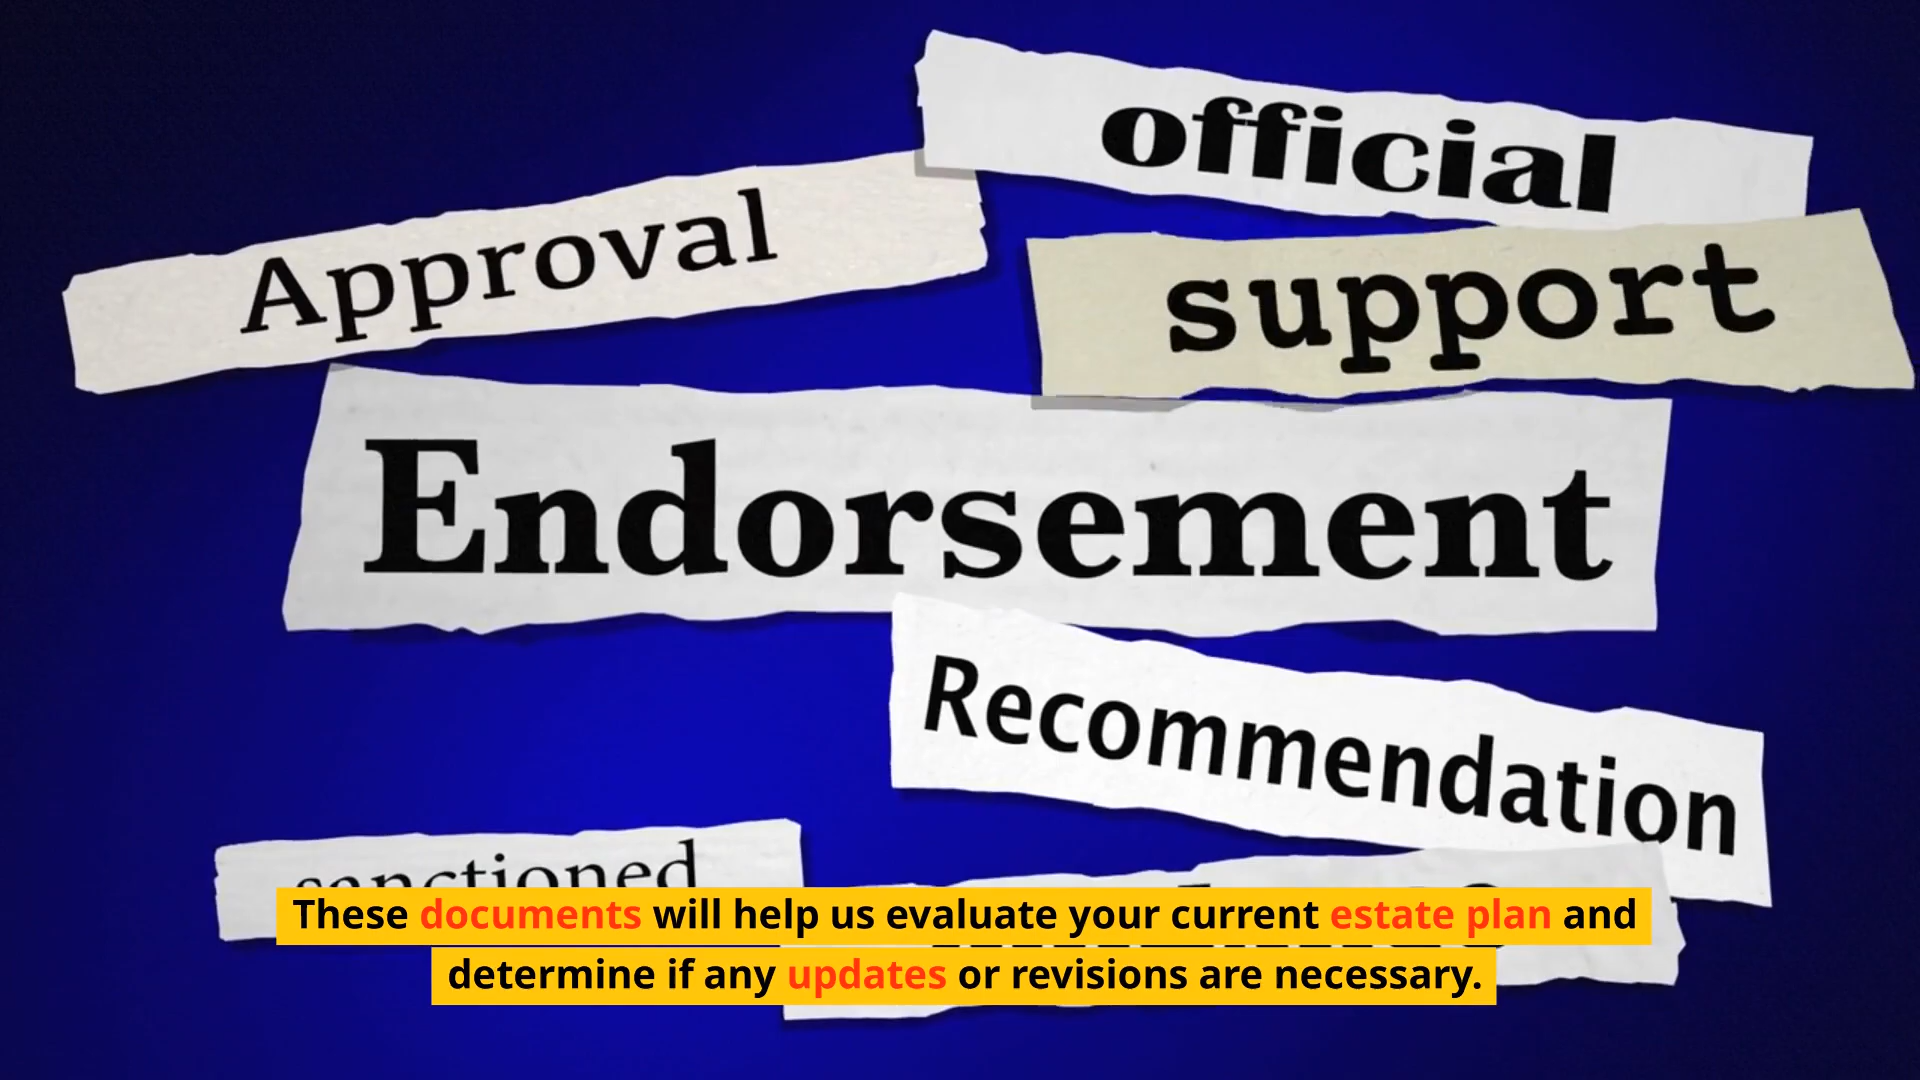 official
Approval
support
Endorsement
Recommendation
sanctioned
These documents will help us evaluate your current estate plan and
determine if any updates or revisions are necessary.